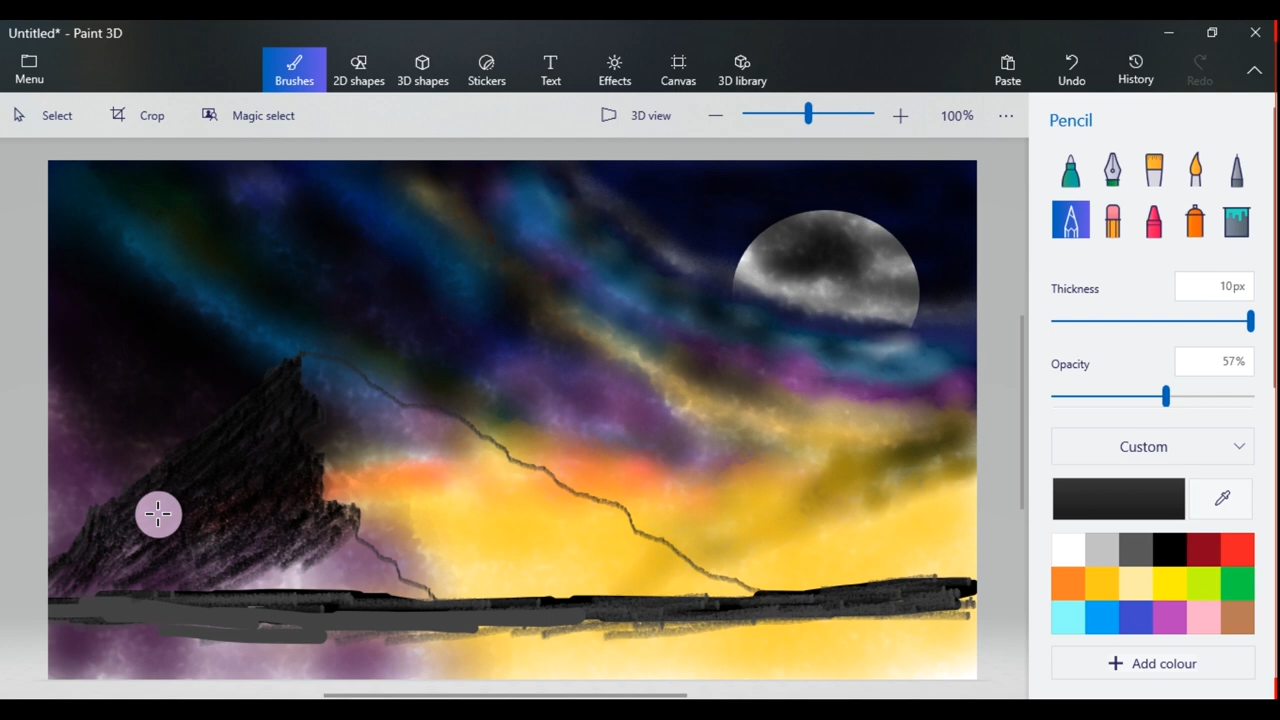 Untitled* - Paint 3D
Menu
Brushes
2D shapes
3D shapes
Stickers
Text
Effects
Canvas
3D library
Paste
Undo
History
Redo
Select
Crop
Magic select
3D view
100%
Pencil
Thickness
10px
Opacity
57%
Custom
Add colour